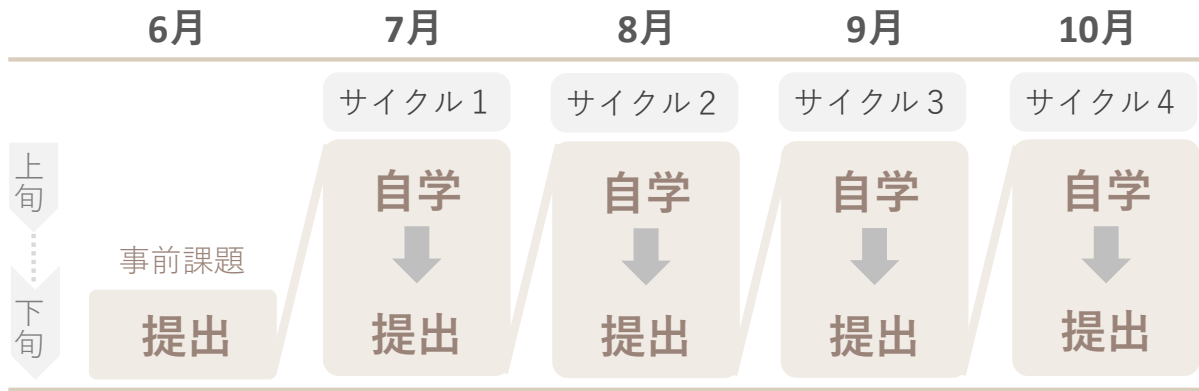 6月 7月 8月 9月 10月
サイクル1 サイクル2 サイクル3 サイクル4
上旬
自学 自学 自学 自学
事前課題
下旬
提出 提出 提出 提出 提出